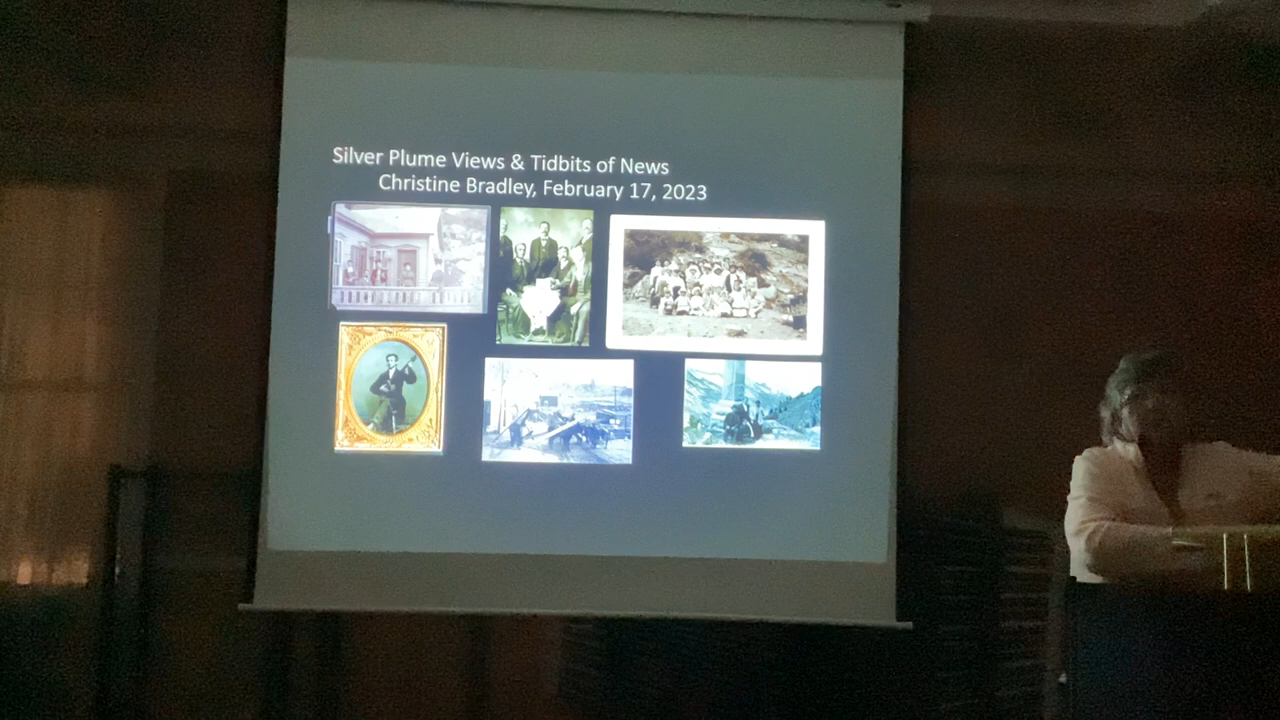 Silver Plume Views & Tidbits of News
Christine Bradley, February 17, 2023